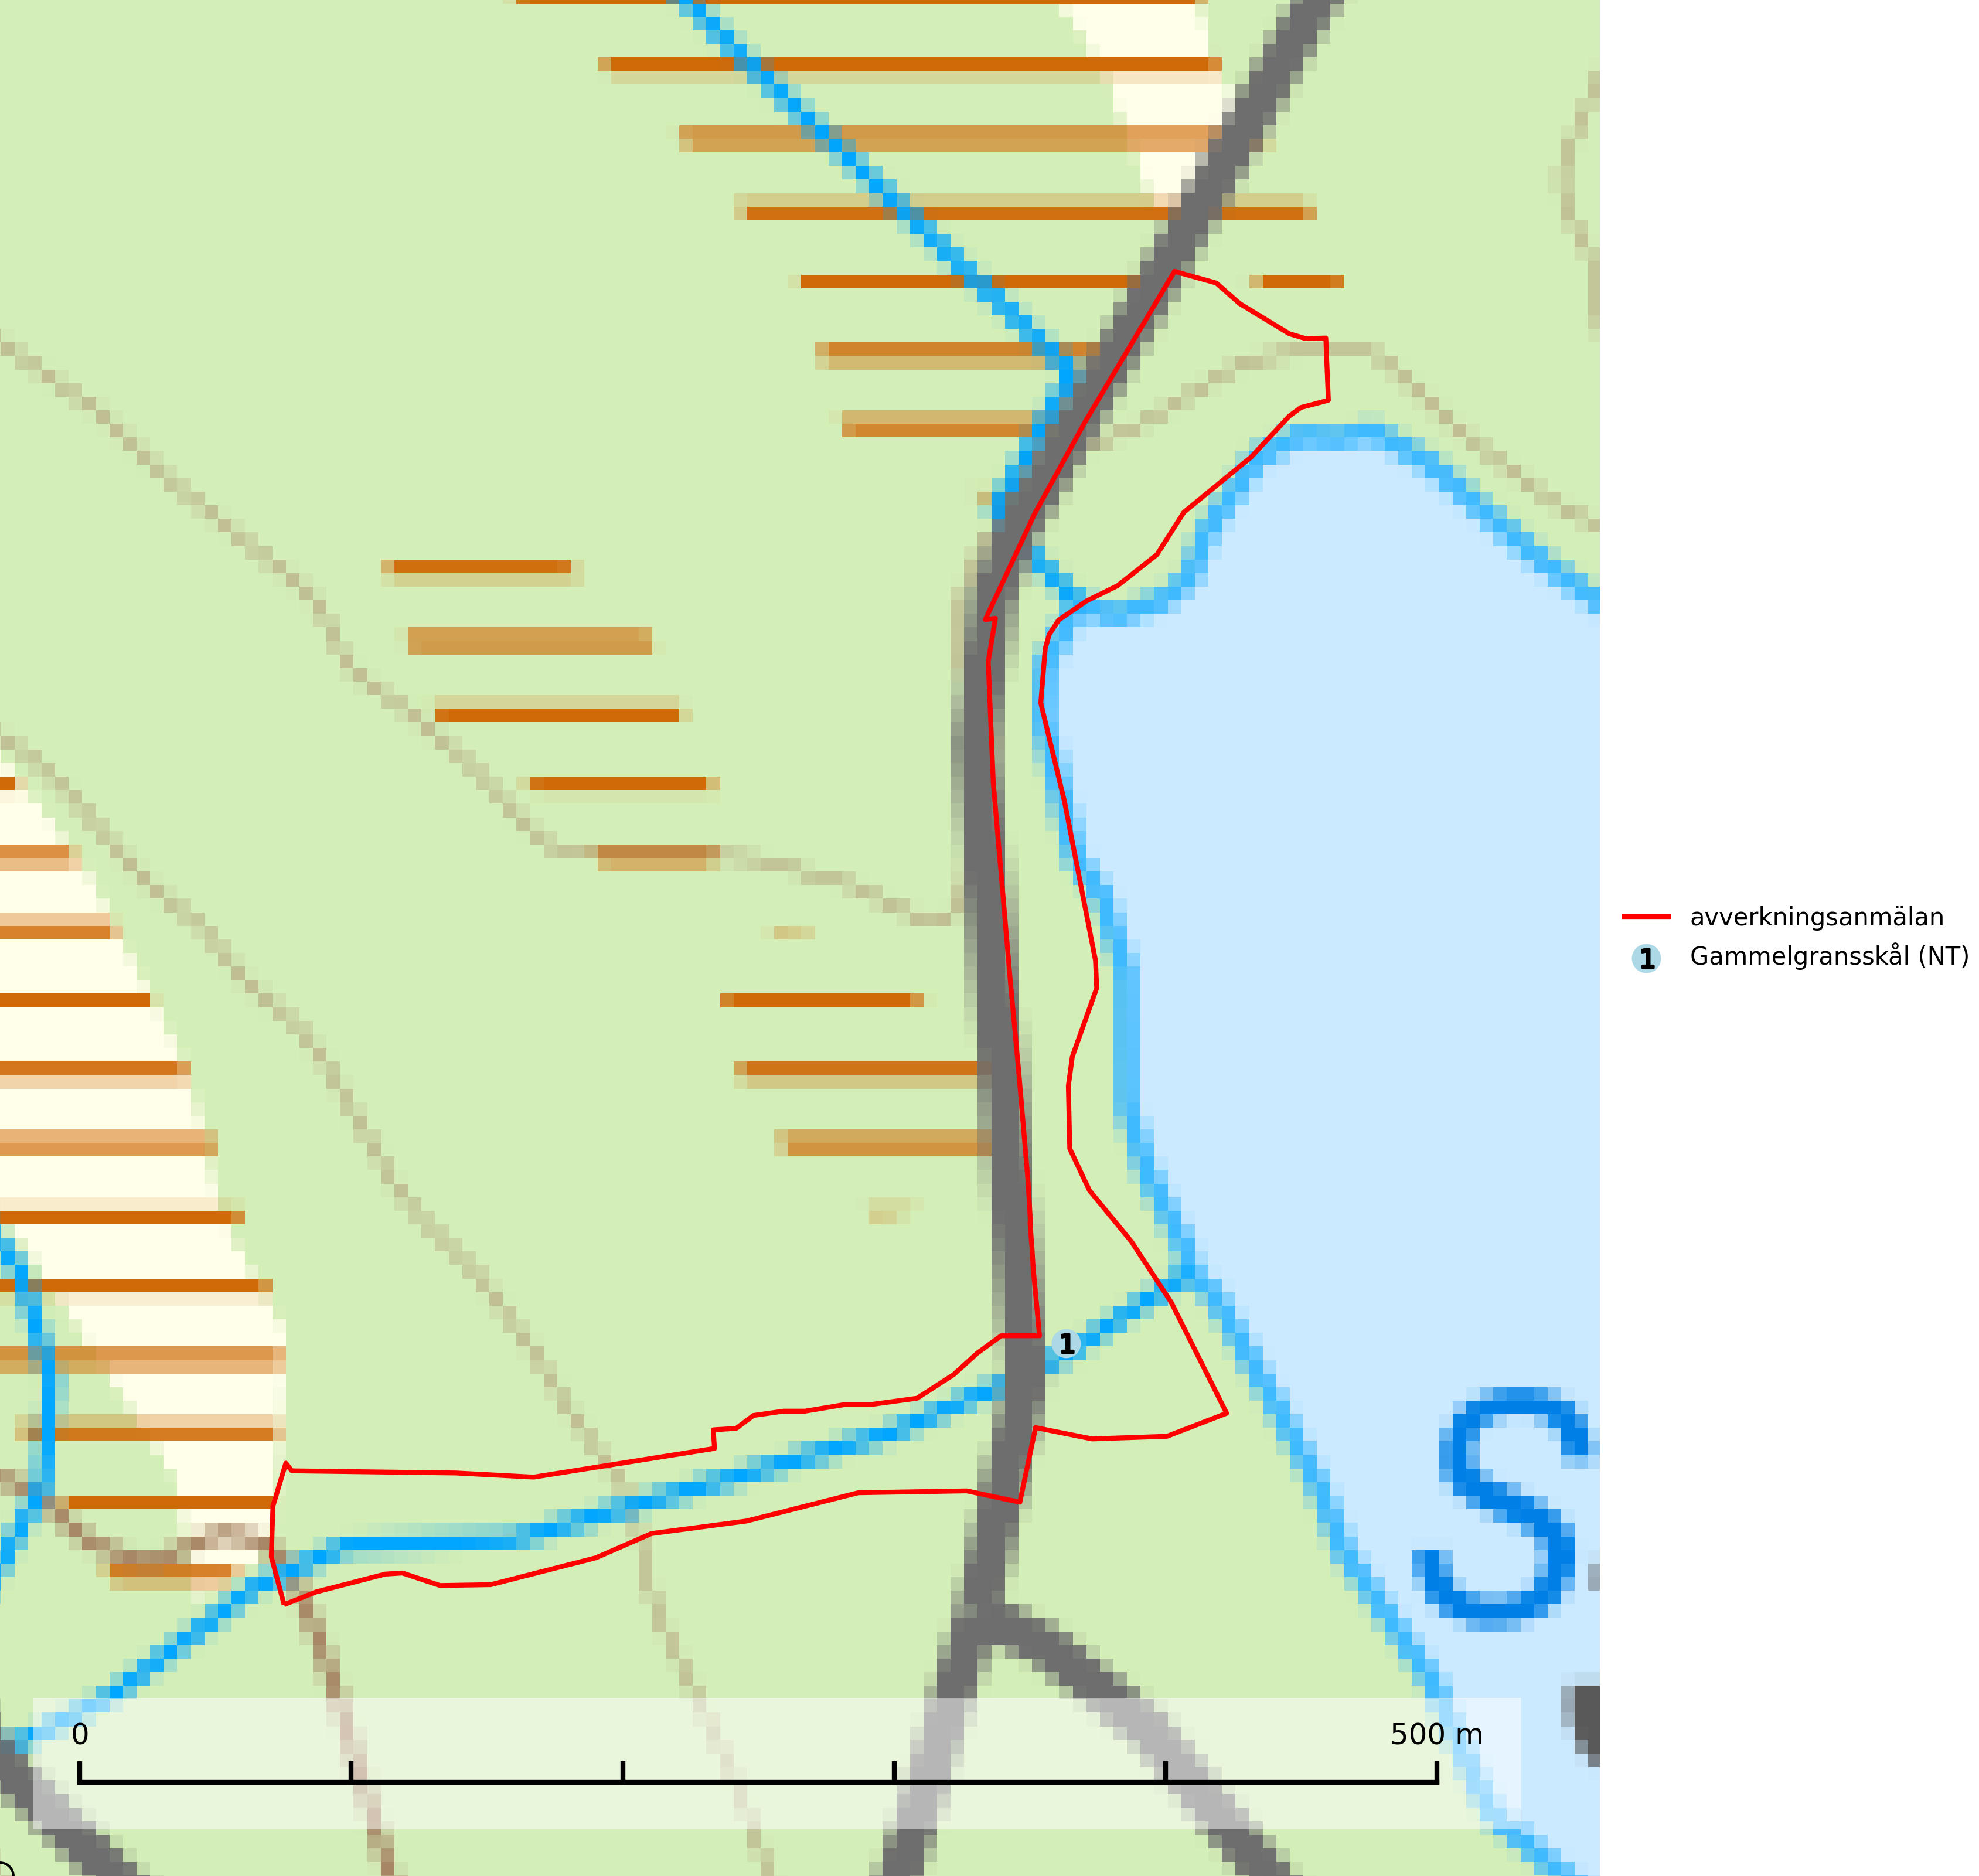 avverkningsanmälan
1 Gammelgransskål (NT)
1
S
0 500 m